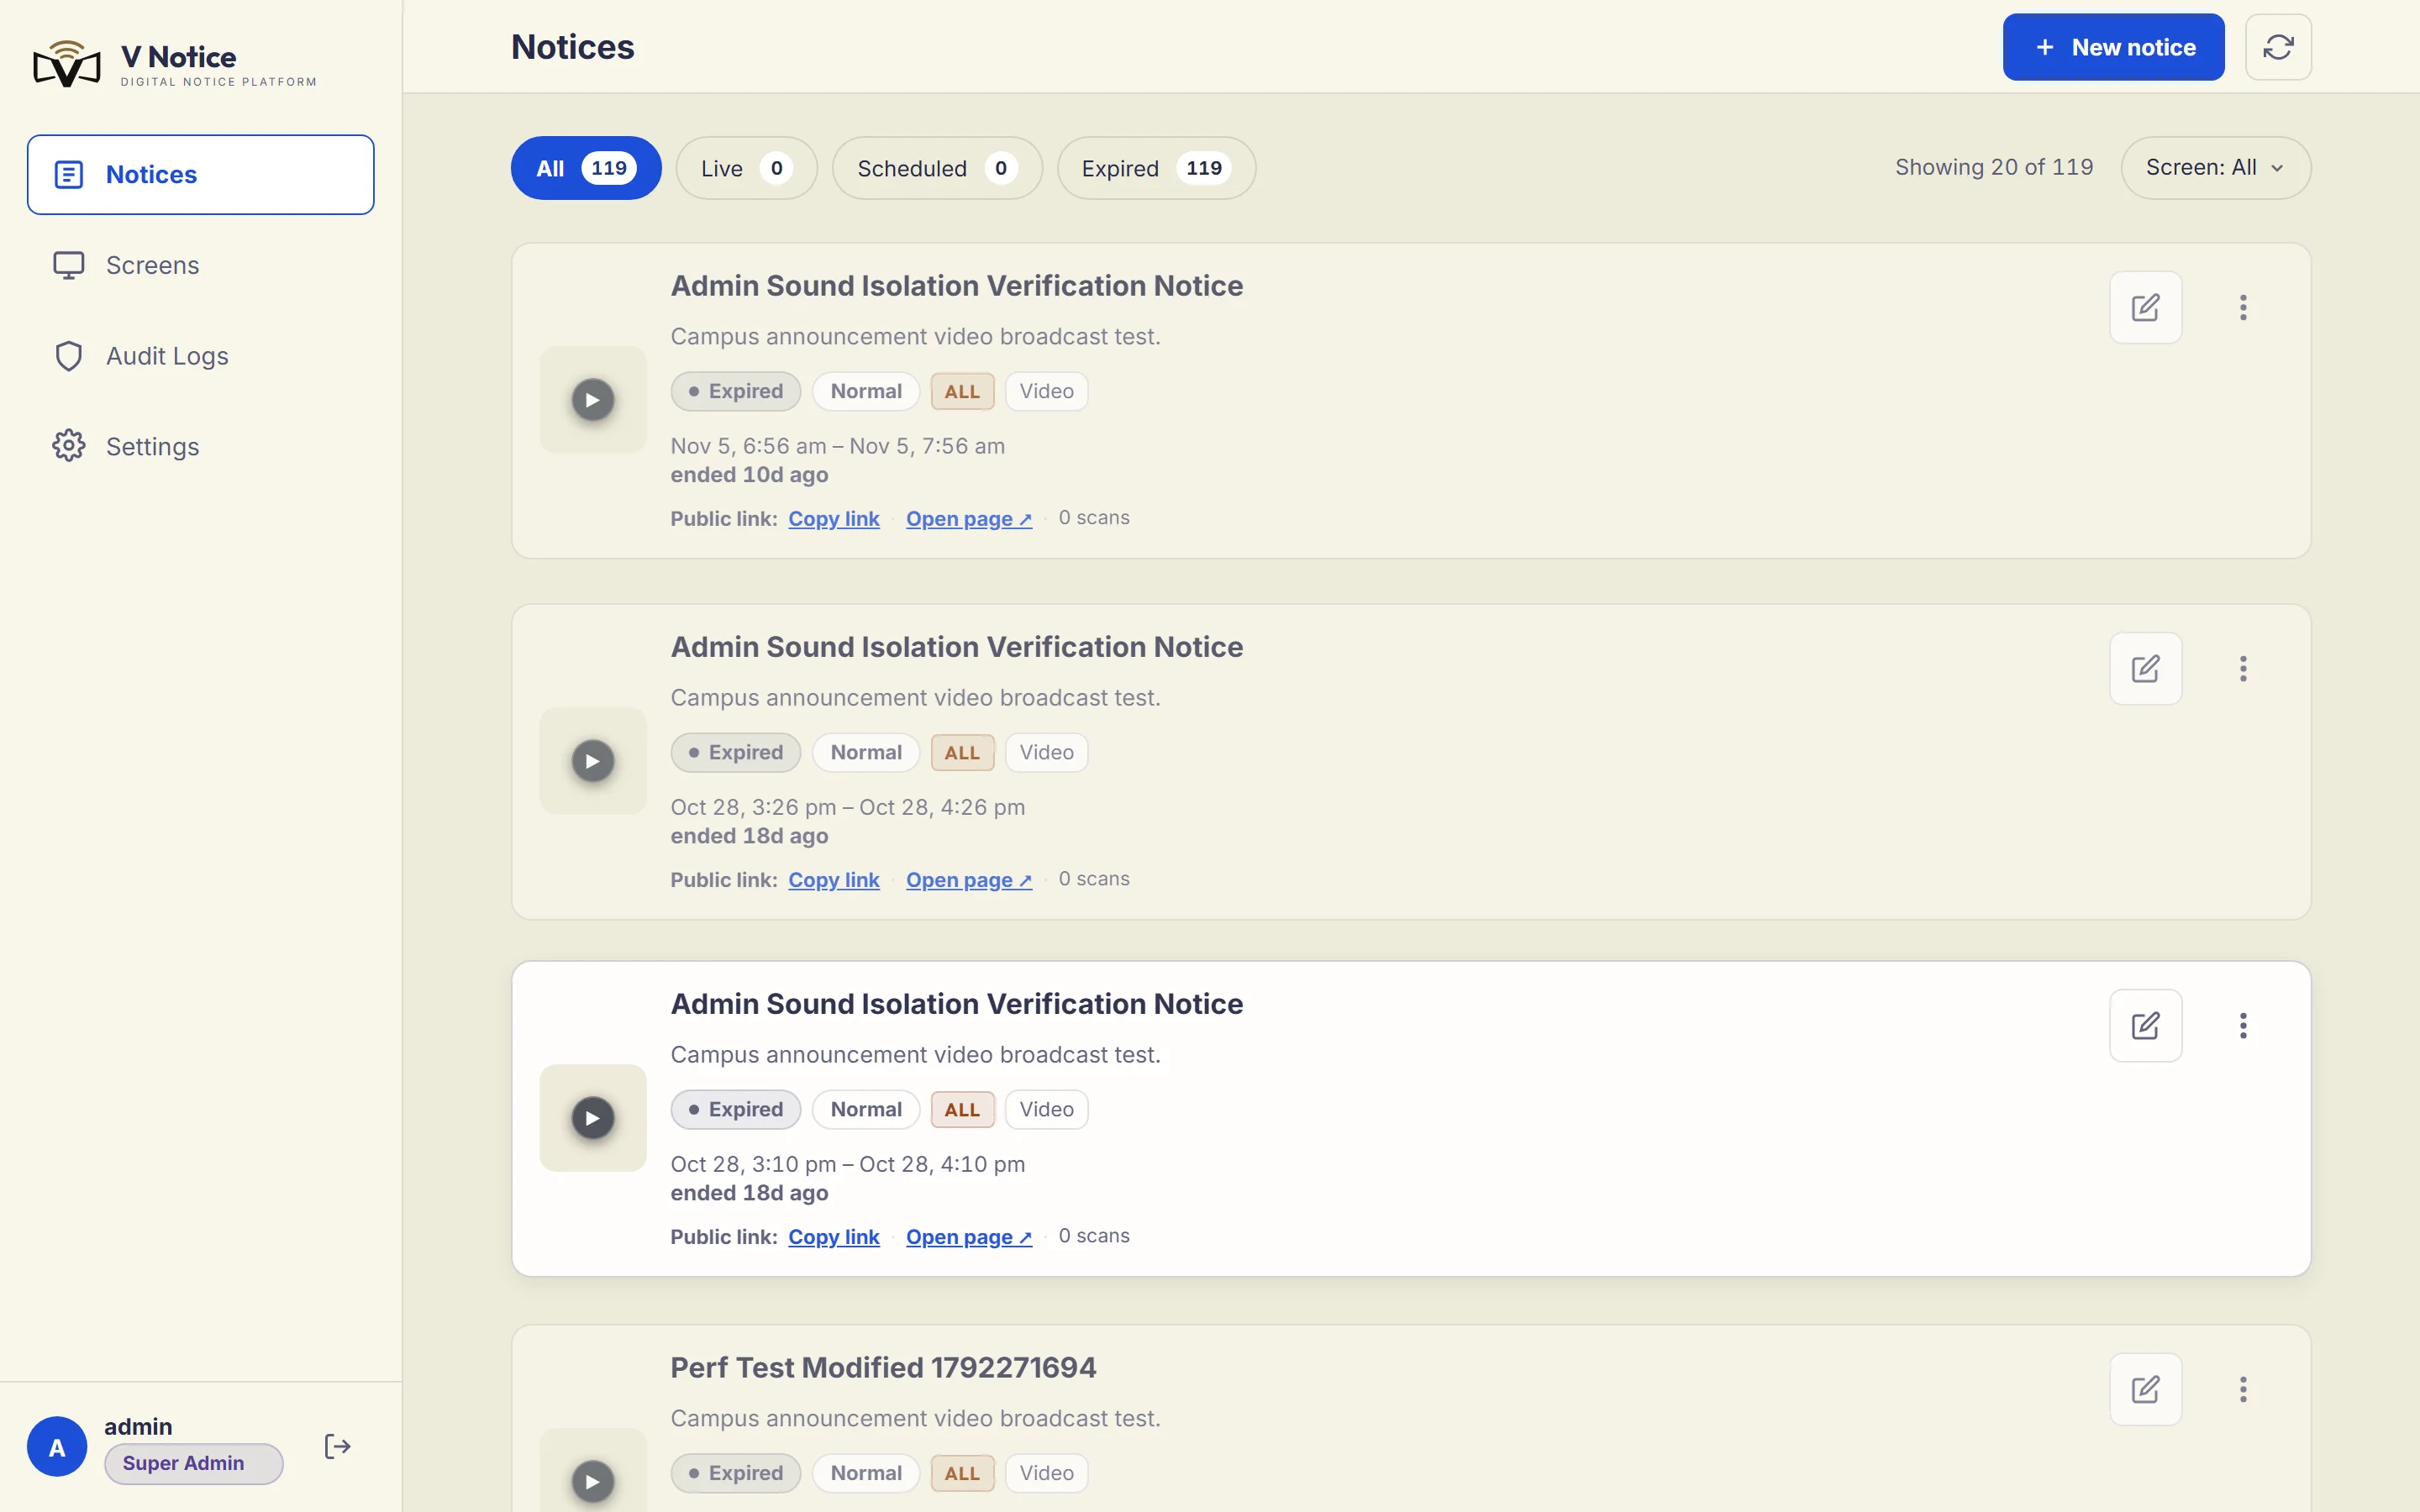 V Notice
DIGITAL NOTICE PLATFORM
Notices
Screens
Audit Logs
Settings
A
admin
Super Admin
Notices
+ New notice
All 119
Live 0
Scheduled 0
Expired 119
Showing 20 of 119
Screen: All
Admin Sound Isolation Verification Notice
Campus announcement video broadcast test.
Expired Normal ALL Video
Nov 5, 6:56 am – Nov 5, 7:56 am
ended 10d ago
Public link: Copy link · Open page ↗ · 0 scans
Admin Sound Isolation Verification Notice
Campus announcement video broadcast test.
Expired Normal ALL Video
Oct 28, 3:26 pm – Oct 28, 4:26 pm
ended 18d ago
Public link: Copy link · Open page ↗ · 0 scans
Admin Sound Isolation Verification Notice
Campus announcement video broadcast test.
Expired Normal ALL Video
Oct 28, 3:10 pm – Oct 28, 4:10 pm
ended 18d ago
Public link: Copy link · Open page ↗ · 0 scans
Perf Test Modified 1792271694
Campus announcement video broadcast test.
Expired Normal ALL Video